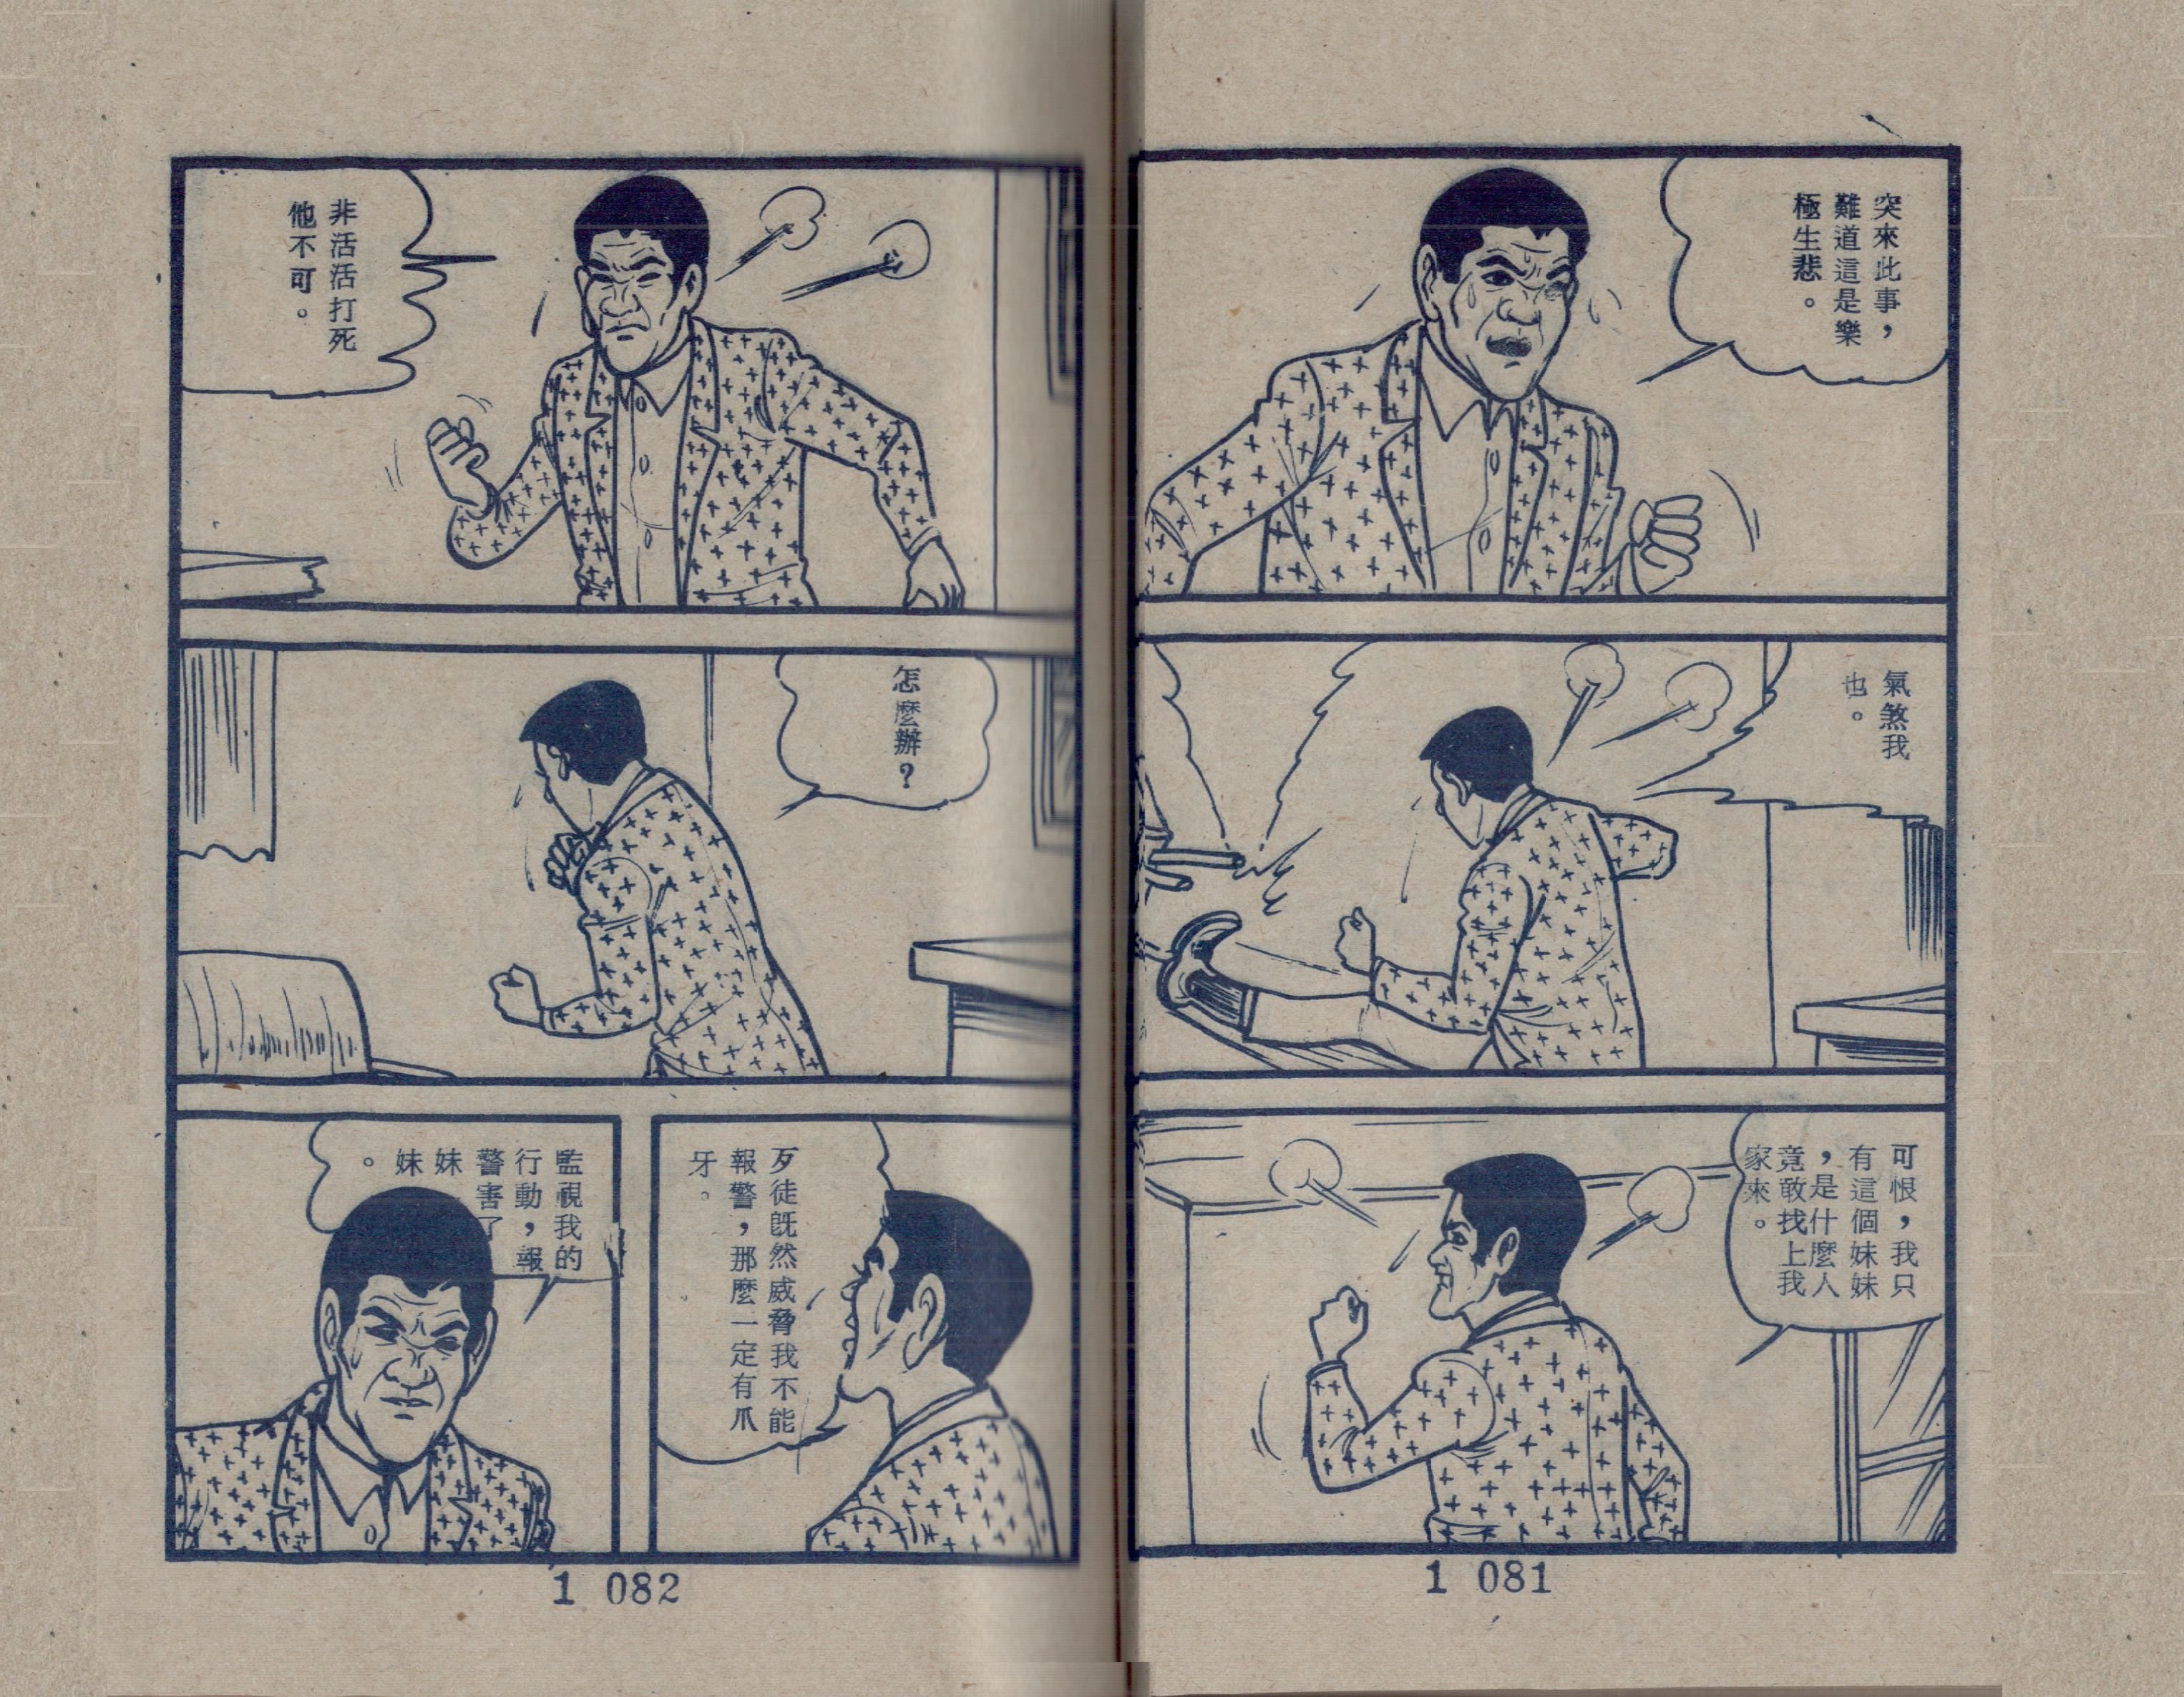 突來此事，
難道這是樂
極生悲。
氣煞我
也。
可恨，我只
有這個妹妹
，是什麼人
竟敢找上我
家來。
1 081
非活活打死
他不可。
怎麼辦？
歹徒既然威脅我不能
報警，那麼一定有爪
牙。
監視我的
行動，報
警害了
妹
妹
。
1 082